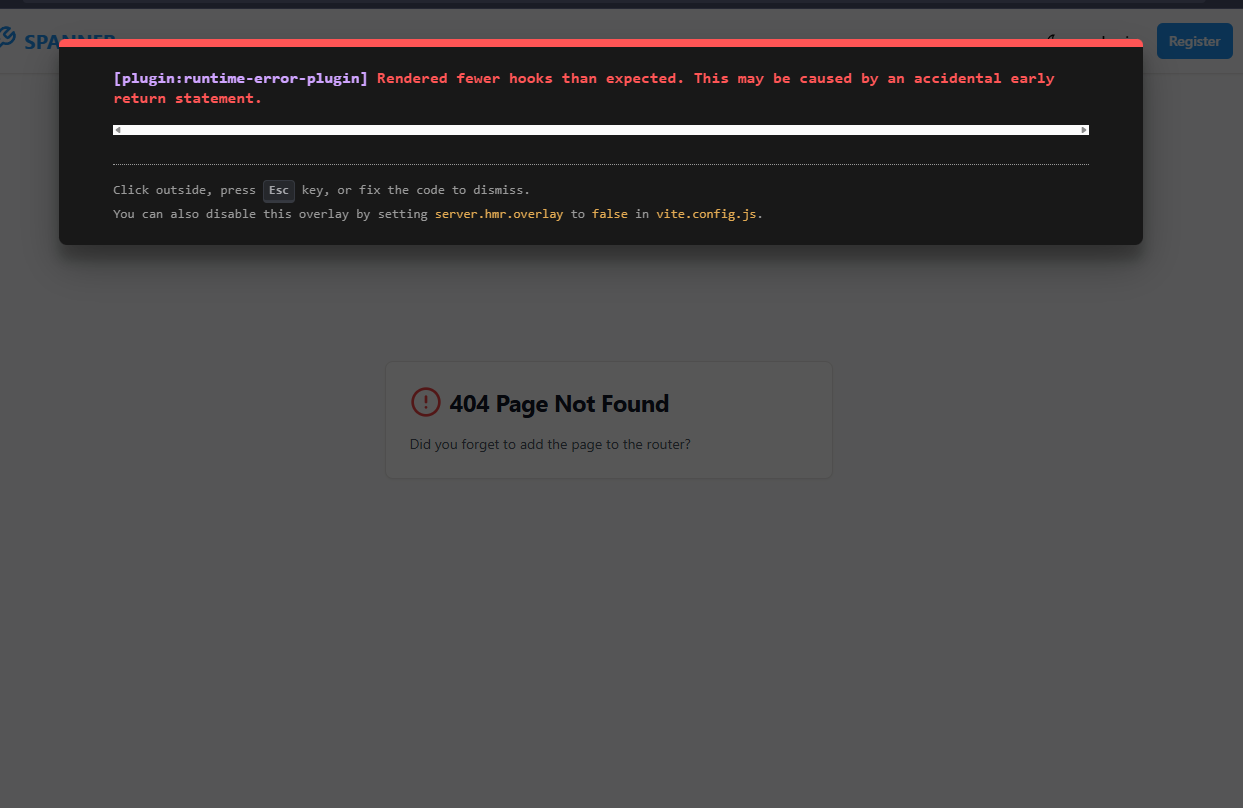 SPANNER
Register
[plugin:runtime-error-plugin] Rendered fewer hooks than expected. This may be caused by an accidental early
return statement.
Click outside, press Esc key, or fix the code to dismiss.
You can also disable this overlay by setting server.hmr.overlay to false in vite.config.js.
404 Page Not Found
Did you forget to add the page to the router?